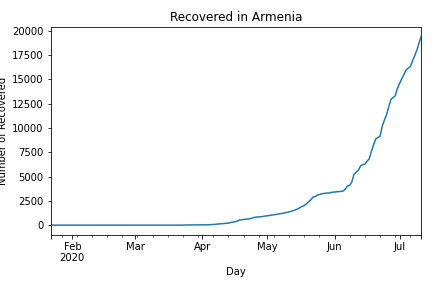 Recovered in Armenia
20000
17500
15000
12500
10000
7500
5000
2500
0
Number of Recovered
Feb
2020
Mar
Apr
May
Jun
Jul
Day